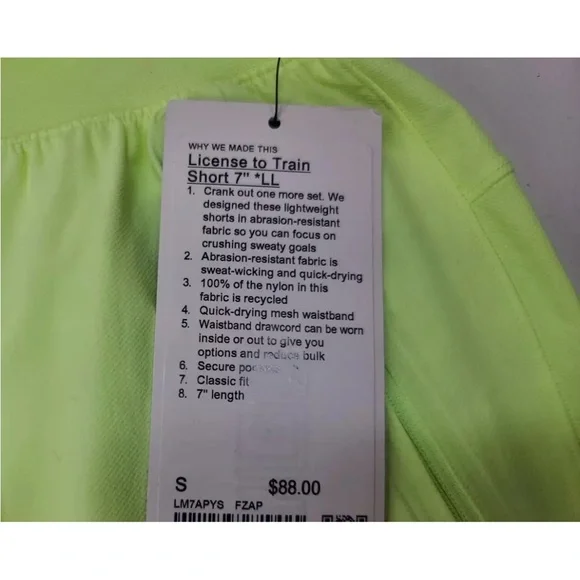 WHY WE MADE THIS
License to Train
Short 7" *LL
1. Crank out one more set. We
designed these lightweight
shorts in abrasion-resistant
fabric so you can focus on
crushing sweaty goals
2. Abrasion-resistant fabric is
sweat-wicking and quick-drying
3. 100% of the nylon in this
fabric is recycled
4. Quick-drying mesh waistband
5. Waistband drawcord can be worn
inside or out to give you
options and reduce bulk
6. Secure
7. Classic fit
8. 7" length
S $88.00
LM7APYS FZAP